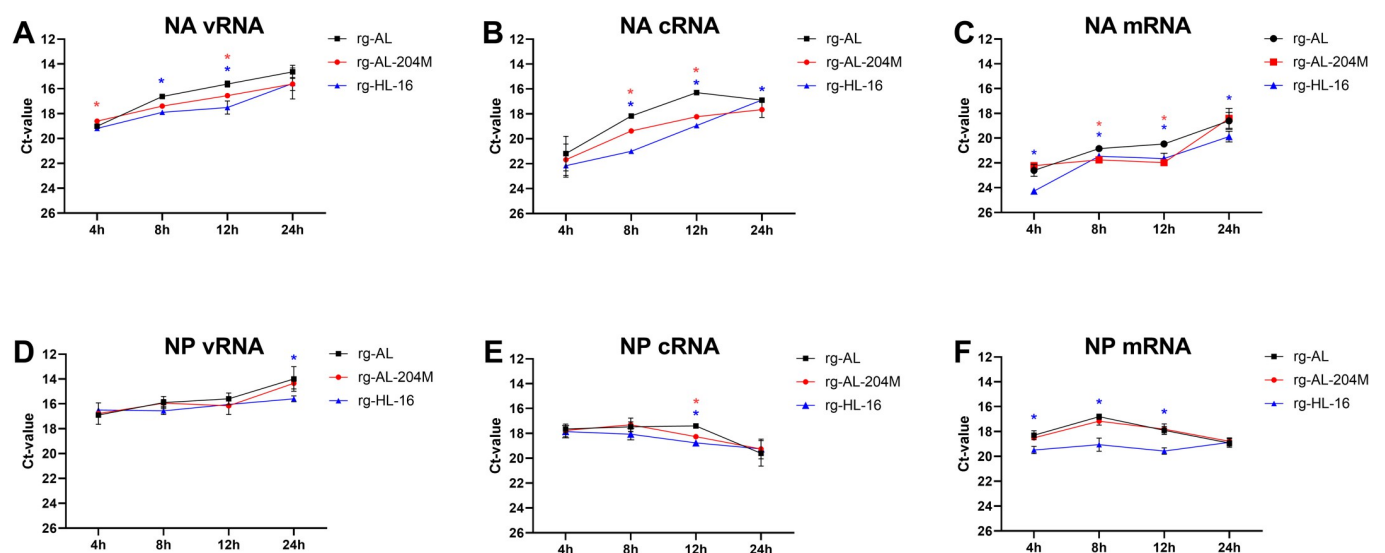 A
NA vRNA
rg-AL
rg-AL-204M
rg-HL-16
Ct-value
12
14
16
18
20
22
24
26
*
*
*
*
4h
8h
12h
24h
B
NA cRNA
rg-AL
rg-AL-204M
rg-HL-16
Ct-value
12
14
16
18
20
22
24
26
*
*
*
*
*
4h
8h
12h
24h
C
NA mRNA
rg-AL
rg-AL-204M
rg-HL-16
Ct-value
12
14
16
18
20
22
24
26
*
*
*
*
*
*
4h
8h
12h
24h
D
NP vRNA
rg-AL
rg-AL-204M
rg-HL-16
Ct-value
12
14
16
18
20
22
24
26
*
4h
8h
12h
24h
E
NP cRNA
rg-AL
rg-AL-204M
rg-HL-16
Ct-value
12
14
16
18
20
22
24
26
*
*
4h
8h
12h
24h
F
NP mRNA
rg-AL
rg-AL-204M
rg-HL-16
Ct-value
12
14
16
18
20
22
24
26
*
*
*
4h
8h
12h
24h